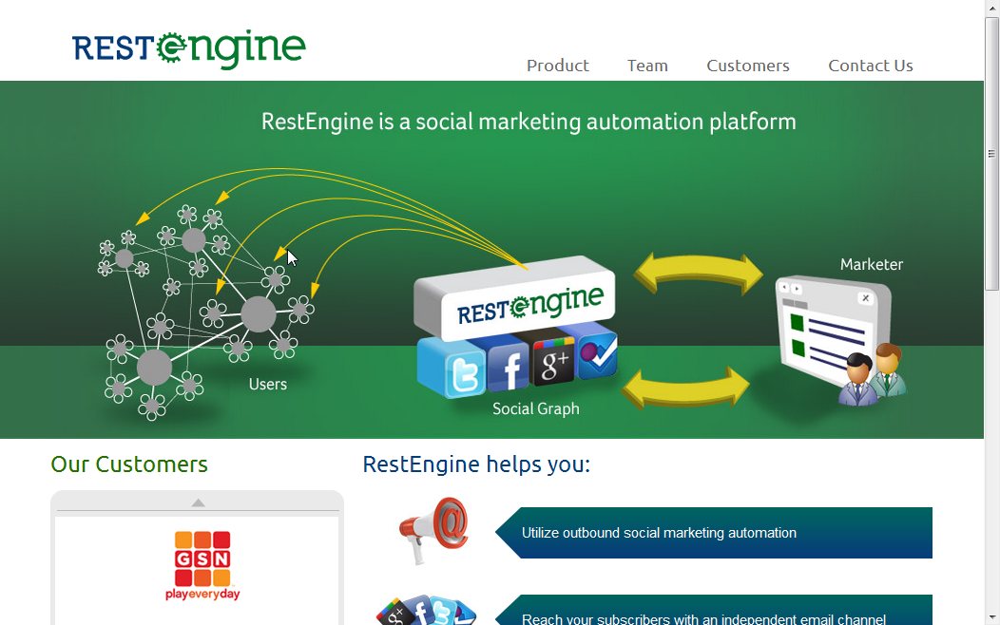 RESTengine
Product Team Customers Contact Us
RestEngine is a social marketing automation platform
Marketer
RESTengine
g+
Users
Social Graph
Our Customers
RestEngine helps you:
GSN
playeveryday
Utilize outbound social marketing automation
g+
Reach your subscribers with an independent email channel